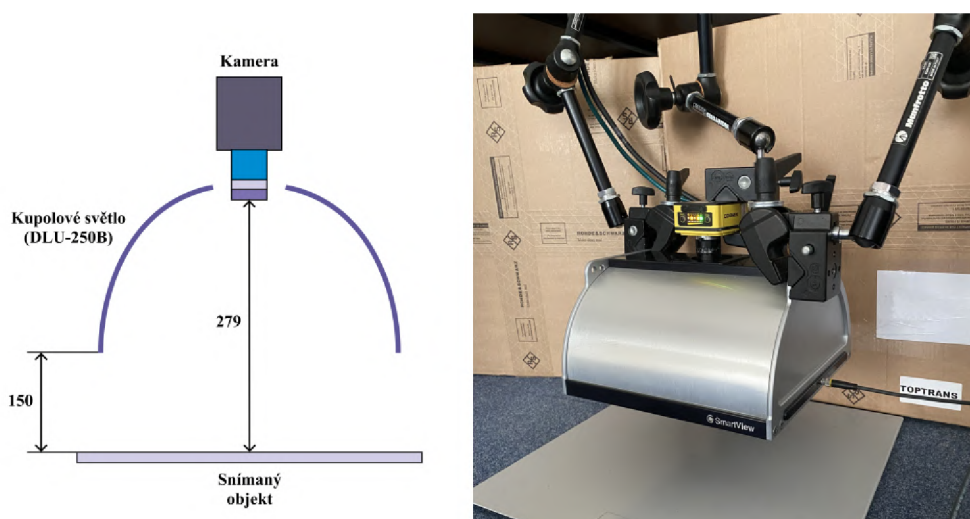 Kamera
Kupolové světlo
(DLU-250B)
279
150
Snímaný
objekt
Manfrotto
TOPTRANS
SmartView